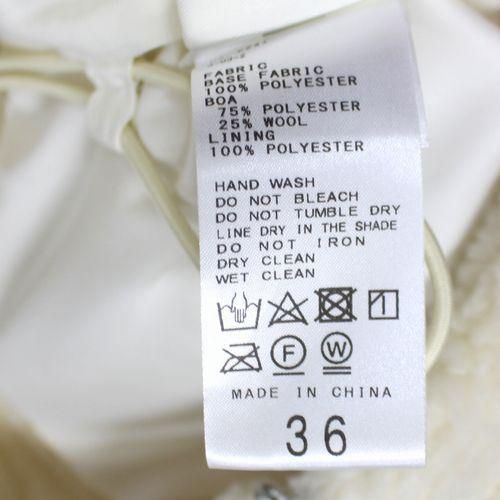 FABRIC
BASE FABRIC
100% POLYESTER
BOA
75% POLYESTER
25% WOOL
LINING
100% POLYESTER
HAND WASH
DO NOT BLEACH
DO NOT TUMBLE DRY
LINE DRY IN THE SHADE
DO NOT IRON
DRY CLEAN
WET CLEAN
F W
MADE IN CHINA
36